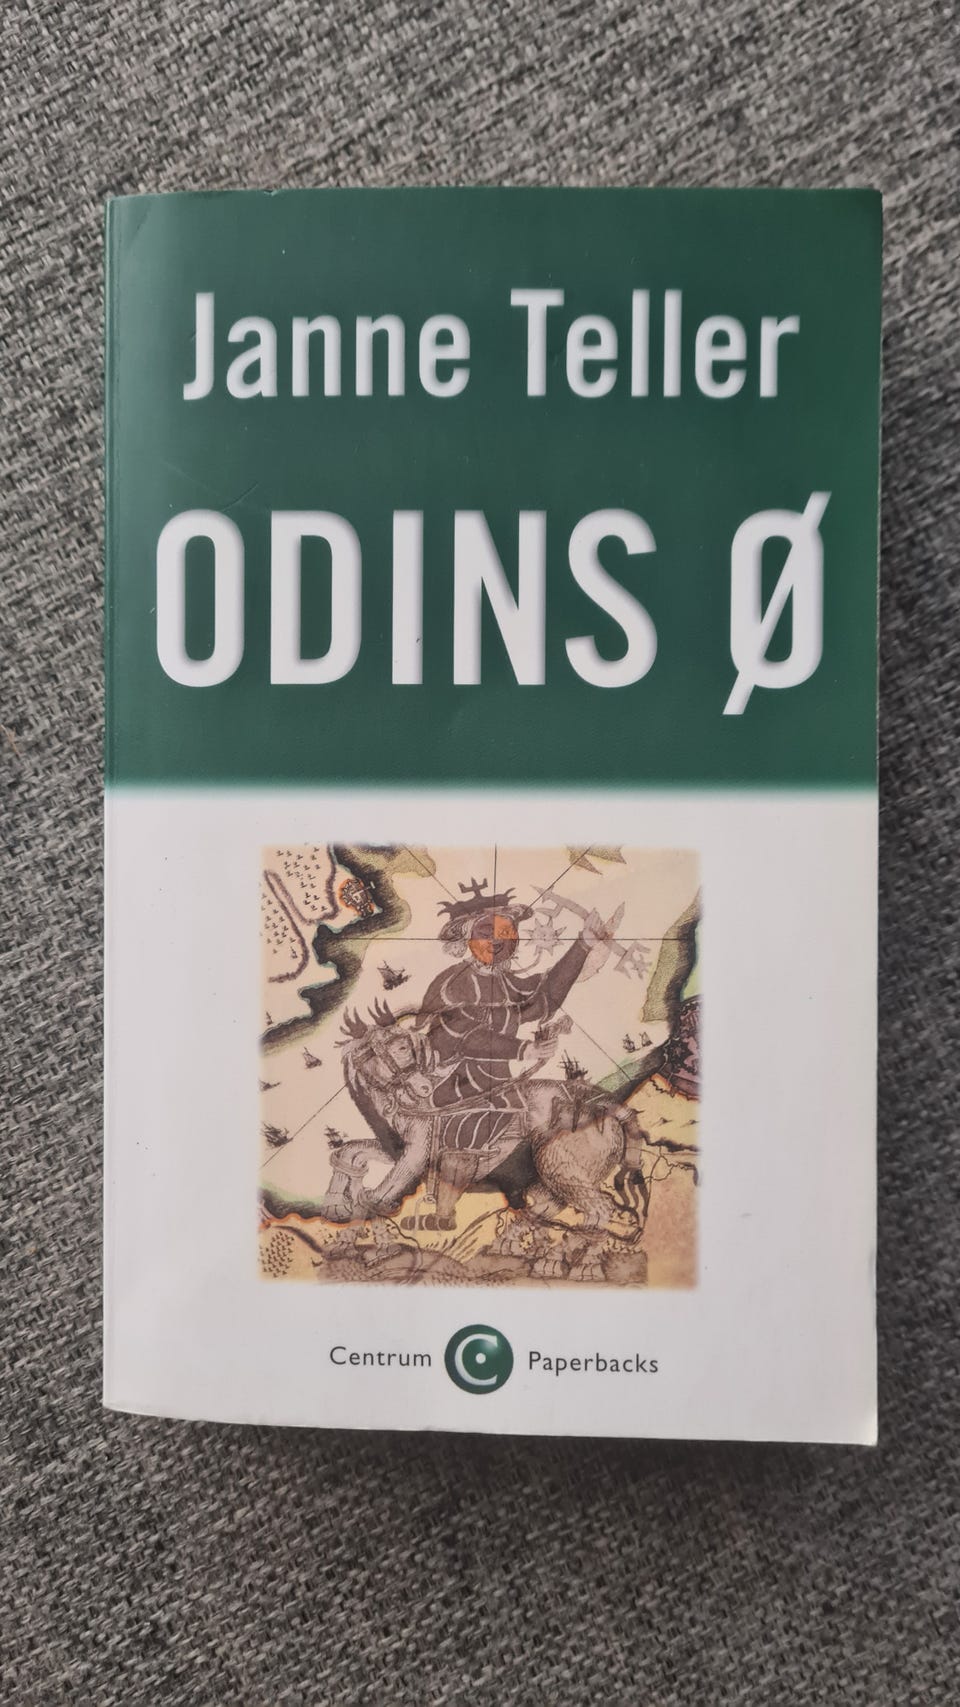 Janne Teller
ODINS Ø
Centrum C Paperbacks